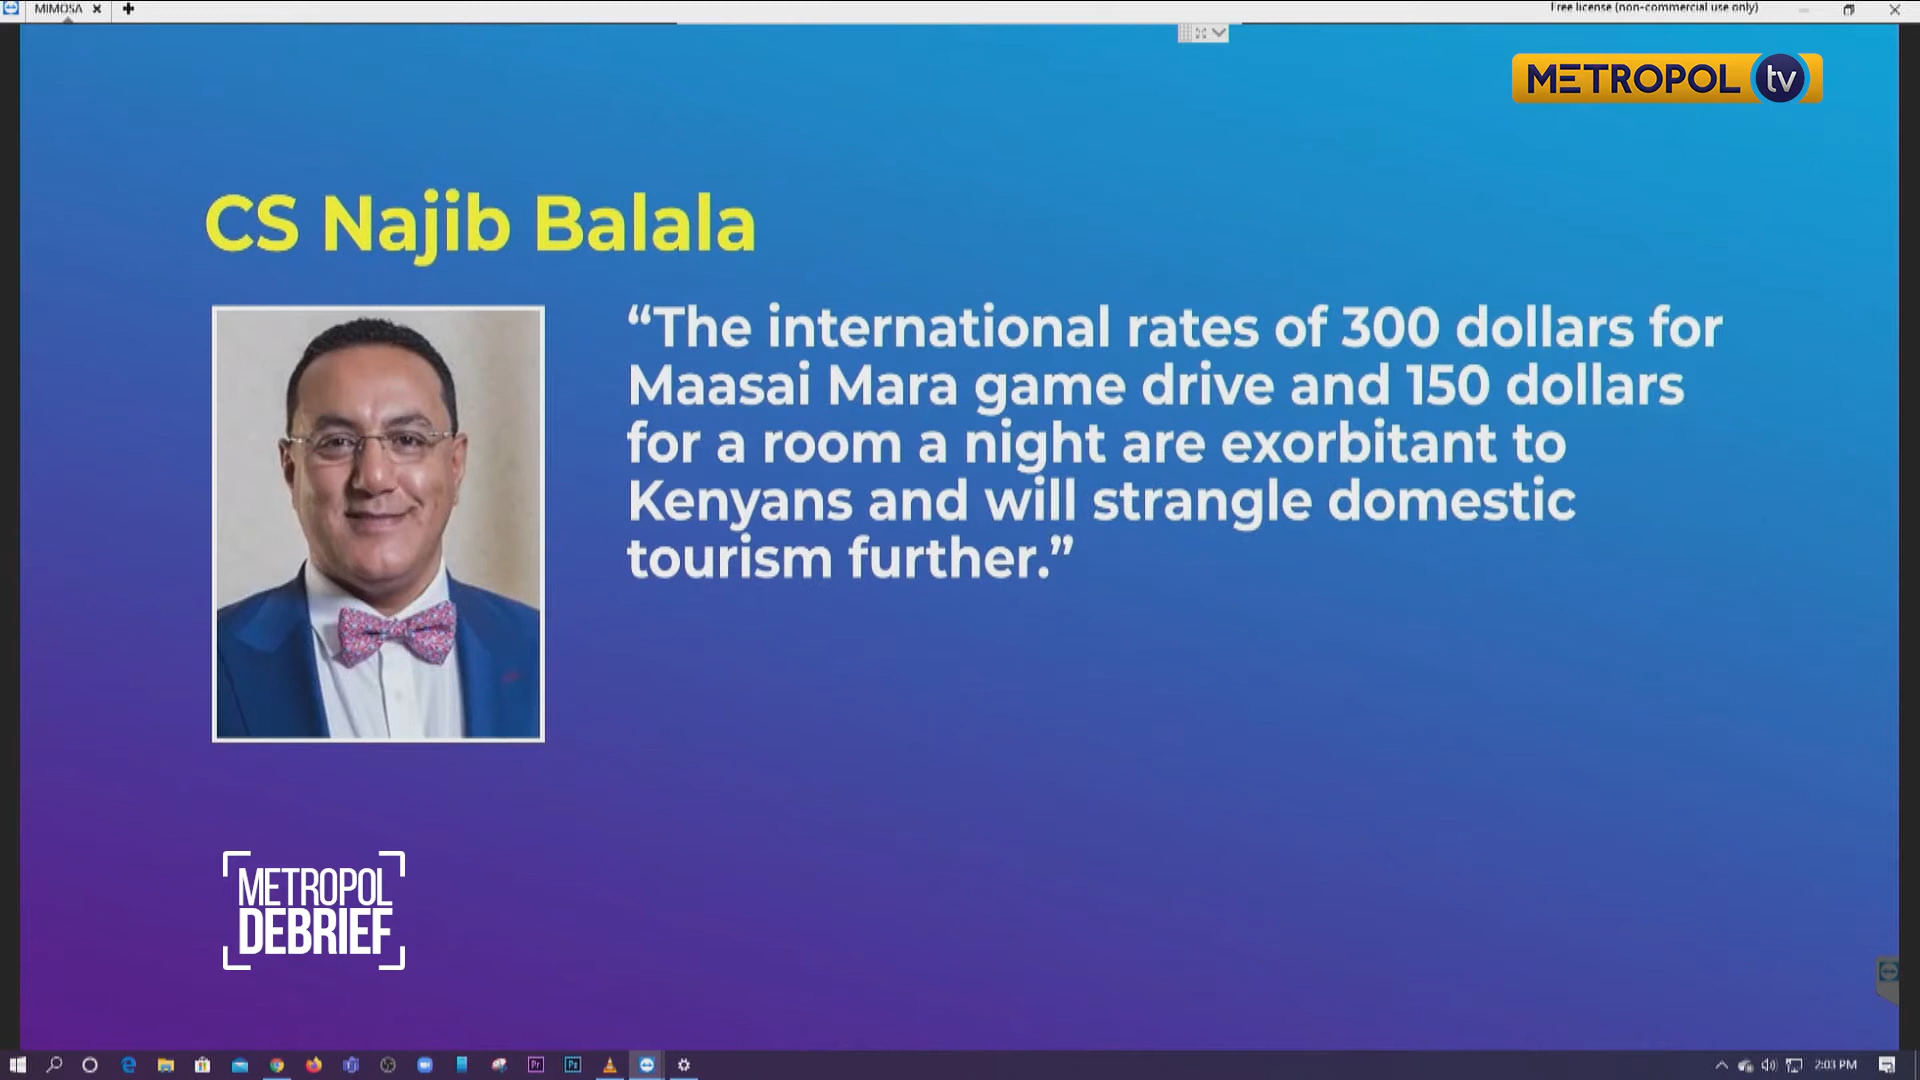 MIMOSA
Free license (non-commercial use only)
METROPOL tv
CS Najib Balala
“The international rates of 300 dollars for
Maasai Mara game drive and 150 dollars
for a room a night are exorbitant to
Kenyans and will strangle domestic
tourism further.”
METROPOL
DEBRIEF
Pr
Ps
2:03 PM